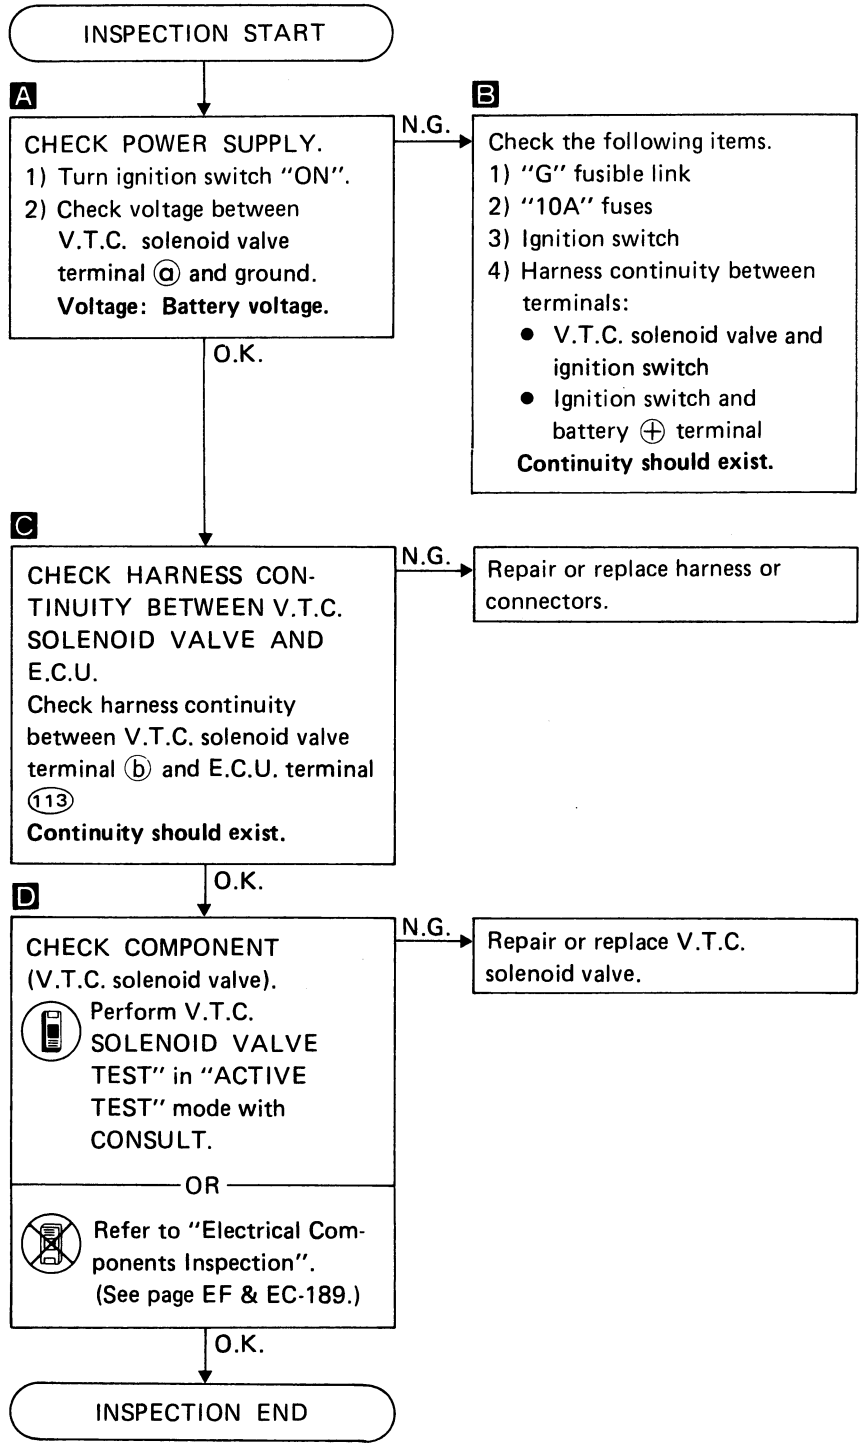 INSPECTION START
A
CHECK POWER SUPPLY.
1) Turn ignition switch “ON”.
2) Check voltage between
V.T.C. solenoid valve
terminal ⓐ and ground.
Voltage: Battery voltage.
N.G.
B
Check the following items.
1) “G” fusible link
2) “10A” fuses
3) Ignition switch
4) Harness continuity between
terminals:
● V.T.C. solenoid valve and
ignition switch
● Ignition switch and
battery ⊕ terminal
Continuity should exist.
O.K.
C
CHECK HARNESS CON-
TINUITY BETWEEN V.T.C.
SOLENOID VALVE AND
E.C.U.
Check harness continuity
between V.T.C. solenoid valve
terminal ⓑ and E.C.U. terminal
(113)
Continuity should exist.
N.G.
Repair or replace harness or
connectors.
O.K.
D
CHECK COMPONENT
(V.T.C. solenoid valve).
Perform V.T.C.
SOLENOID VALVE
TEST” in “ACTIVE
TEST” mode with
CONSULT.
OR
Refer to “Electrical Com-
ponents Inspection”.
(See page EF & EC-189.)
N.G.
Repair or replace V.T.C.
solenoid valve.
O.K.
INSPECTION END